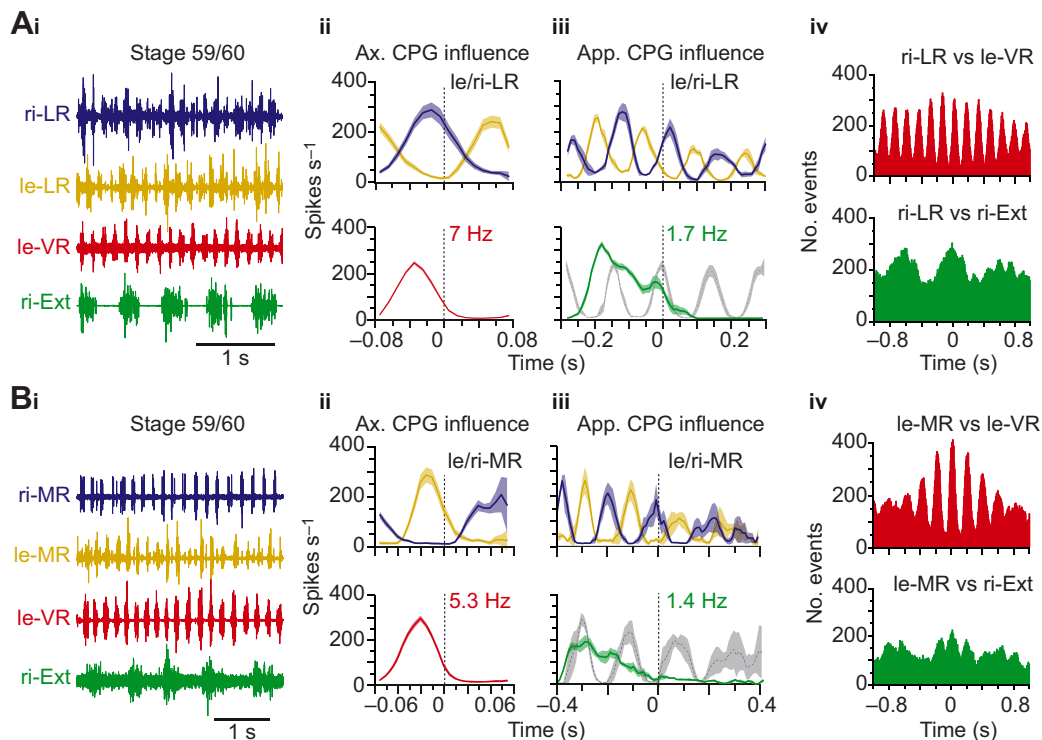 Ai
Stage 59/60
ri-LR
le-LR
le-VR
ri-Ext
1 s
ii
Ax. CPG influence
le/ri-LR
400
200
0
Spikes s–1
400
200
0
7 Hz
–0.08 0 0.08
iii
App. CPG influence
le/ri-LR
1.7 Hz
–0.2 0 0.2
Time (s)
iv
ri-LR vs le-VR
400
200
0
No. events
ri-LR vs ri-Ext
400
200
0
–0.8 0 0.8
Time (s)
Bi
Stage 59/60
ri-MR
le-MR
le-VR
ri-Ext
1 s
ii
Ax. CPG influence
le/ri-MR
400
200
0
Spikes s–1
400
200
0
5.3 Hz
–0.06 0 0.06
iii
App. CPG influence
le/ri-MR
1.4 Hz
–0.4 –0.2 0 0.2 0.4
Time (s)
iv
le-MR vs le-VR
400
200
0
No. events
le-MR vs ri-Ext
400
200
0
–0.8 0 0.8
Time (s)